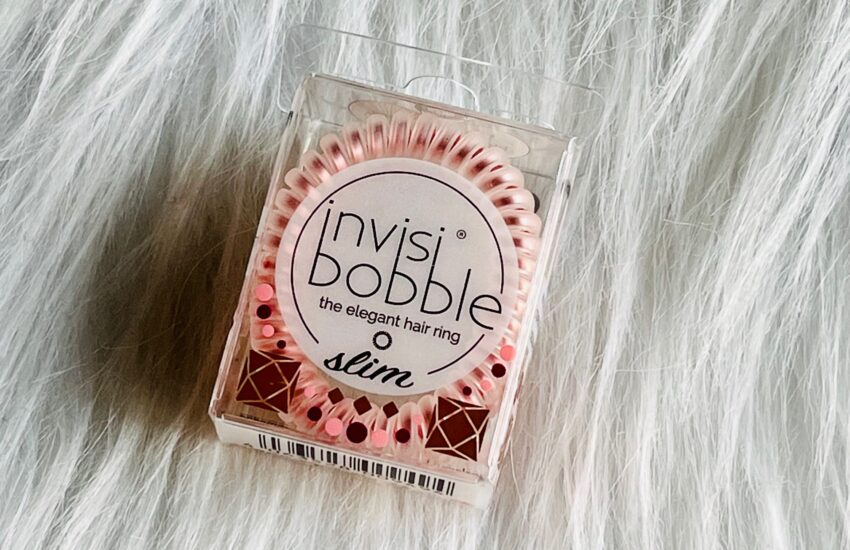 invisi®
bobble
the elegant hair ring
slim